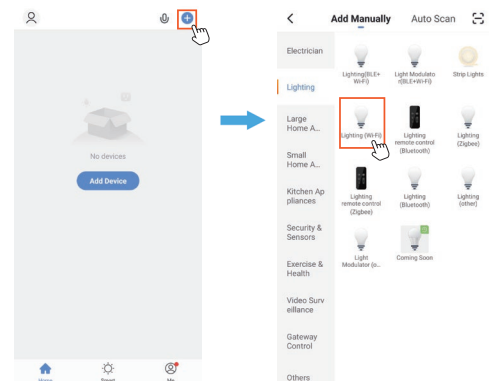 No devices
Add Device
Home
Smart
Me
Add Manually
Auto Scan
Electrician
Lighting
Large
Home A...
Small
Home A...
Kitchen Ap
pliances
Security &
Sensors
Exercise &
Health
Video Surv
eillance
Gateway
Control
Others
Lighting(BLE+
Wi-Fi)
Light Modulato
r(BLE+Wi-Fi)
Strip Lights
Lighting (Wi-Fi)
Lighting
remote control
(Bluetooth)
Lighting
(Zigbee)
Lighting
remote control
(Zigbee)
Lighting
(Bluetooth)
Lighting
(other)
Light
Modulator (o...
Coming Soon